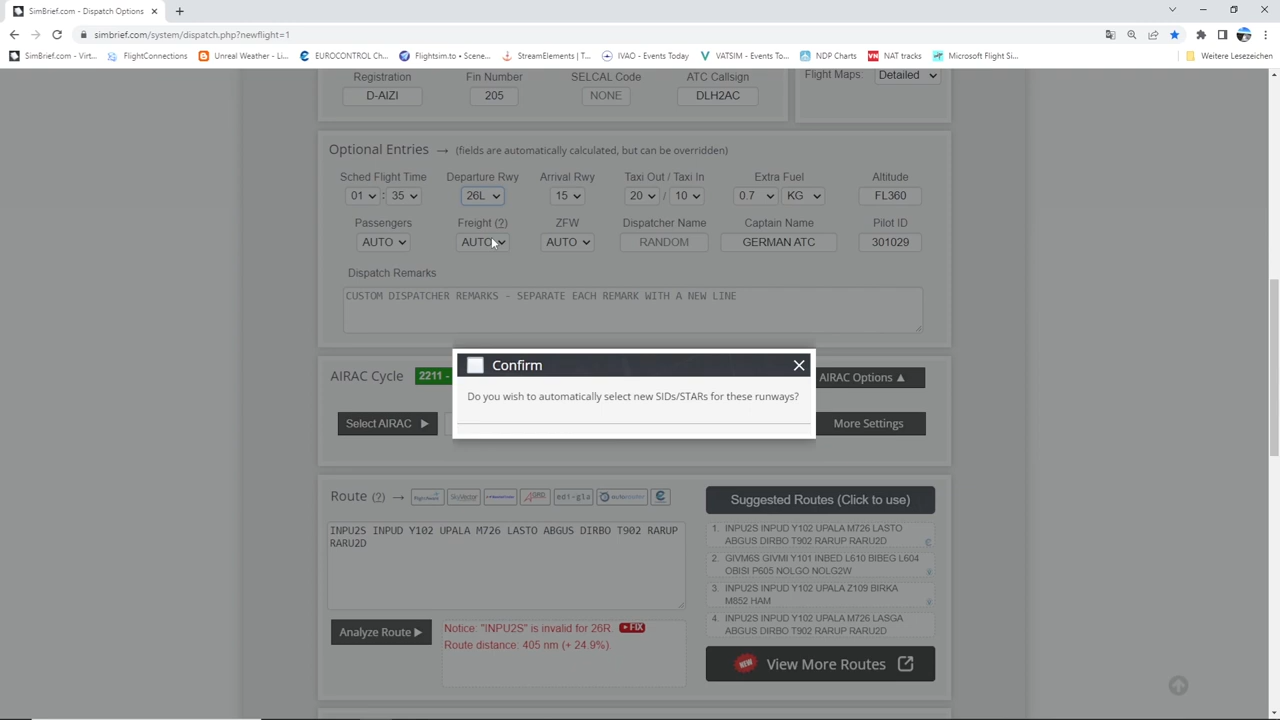 SimBrief.com - Dispatch Options
simbrief.com/system/dispatch.php?newflight=1
SimBrief.com - Virt... FlightConnections Unreal Weather - Li... EUROCONTROL Ch... Flightsim.to • Scene... StreamElements | T... IVAO - Events Today VATSIM - Events To... NDP Charts NAT tracks Microsoft Flight Si... Weitere Lesezeichen
Registration Fin Number SELCAL Code ATC Callsign Flight Maps: Detailed
D-AIZI 205 NONE DLH2AC
Optional Entries → (fields are automatically calculated, but can be overridden)
Sched Flight Time Departure Rwy Arrival Rwy Taxi Out / Taxi In Extra Fuel Altitude
01 : 35 26L 15 20 / 10 0.7 KG FL360
Passengers Freight (?) ZFW Dispatcher Name Captain Name Pilot ID
AUTO AUTO AUTO RANDOM GERMAN ATC 301029
Dispatch Remarks
CUSTOM DISPATCHER REMARKS - SEPARATE EACH REMARK WITH A NEW LINE
Confirm
Do you wish to automatically select new SIDs/STARs for these runways?
AIRAC Cycle 2211 - AIRAC Options ▲
Select AIRAC ▶ More Settings
Route (?) →
edi-gla autorouter
Suggested Routes (Click to use)
INPU2S INPUD Y102 UPALA M726 LASTO ABGUS DIRBO T902 RARUP
RARU2D
1. INPU2S INPUD Y102 UPALA M726 LASTO
ABGUS DIRBO T902 RARUP RARU2D
2. GIVM6S GIVMI Y101 INBED L610 BIBEG L604
OBISI P605 NOLGO NOLG2W
3. INPU2S INPUD Y102 UPALA Z109 BIRKA
M852 HAM
4. INPU2S INPUD Y102 UPALA M726 LASGA
ABGUS DIRBO T902 RARUP RARU2D
Analyze Route ▶
Notice: "INPU2S" is invalid for 26R. FIX
Route distance: 405 nm (+ 24.9%).
NEW View More Routes